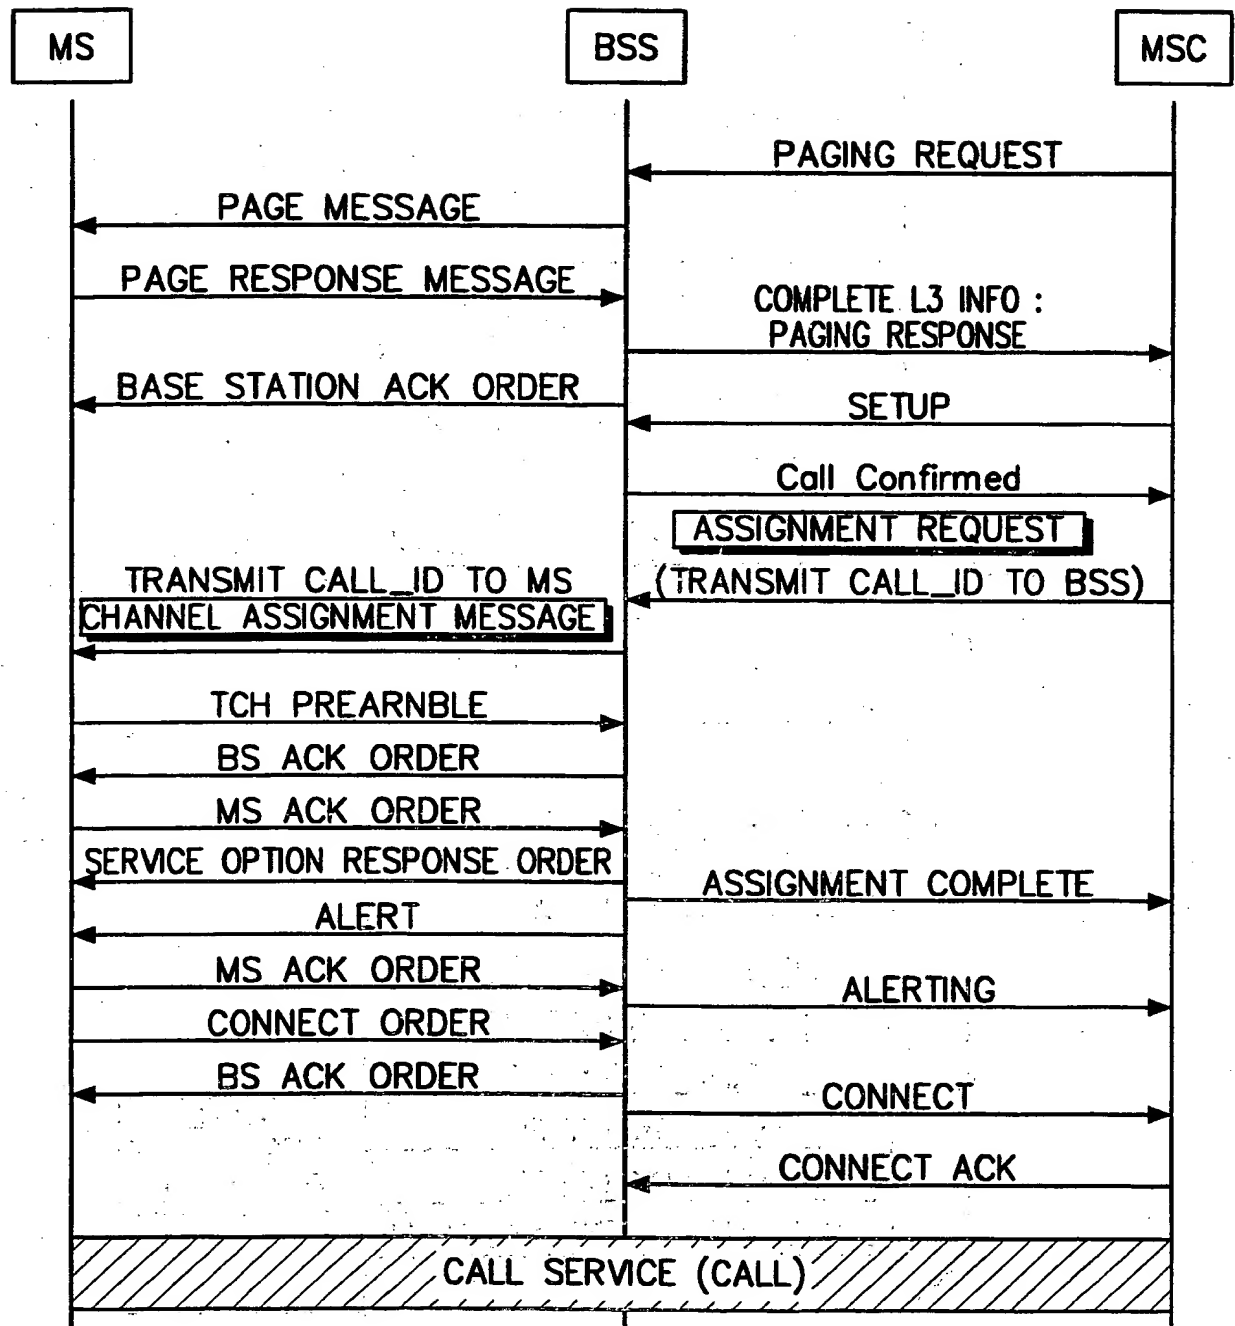 MS
BSS
MSC
PAGING REQUEST
PAGE MESSAGE
PAGE RESPONSE MESSAGE
COMPLETE L3 INFO :
PAGING RESPONSE
BASE STATION ACK ORDER
SETUP
Call Confirmed
ASSIGNMENT REQUEST
TRANSMIT CALL_ID TO MS
(TRANSMIT CALL_ID TO BSS)
CHANNEL ASSIGNMENT MESSAGE
TCH PREARNBLE
BS ACK ORDER
MS ACK ORDER
SERVICE OPTION RESPONSE ORDER
ASSIGNMENT COMPLETE
ALERT
MS ACK ORDER
ALERTING
CONNECT ORDER
BS ACK ORDER
CONNECT
CONNECT ACK
CALL SERVICE (CALL)